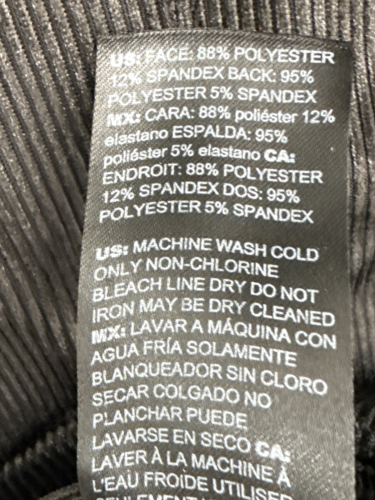 US: FACE: 88% POLYESTER
12% SPANDEX BACK: 95%
POLYESTER 5% SPANDEX
MX: CARA: 88% poliéster 12%
elastano ESPALDA: 95%
poliéster 5% elastano CA:
ENDROIT: 88% POLYESTER
12% SPANDEX DOS: 95%
POLYESTER 5% SPANDEX
US: MACHINE WASH COLD
ONLY NON-CHLORINE
BLEACH LINE DRY DO NOT
IRON MAY BE DRY CLEANED
MX: LAVAR A MÁQUINA CON
AGUA FRÍA SOLAMENTE
BLANQUEADOR SIN CLORO
SECAR COLGADO NO
PLANCHAR PUEDE
LAVARSE EN SECO CA:
LAVER À LA MACHINE À
L'EAU FROIDE UTILISER
SEULEMENT